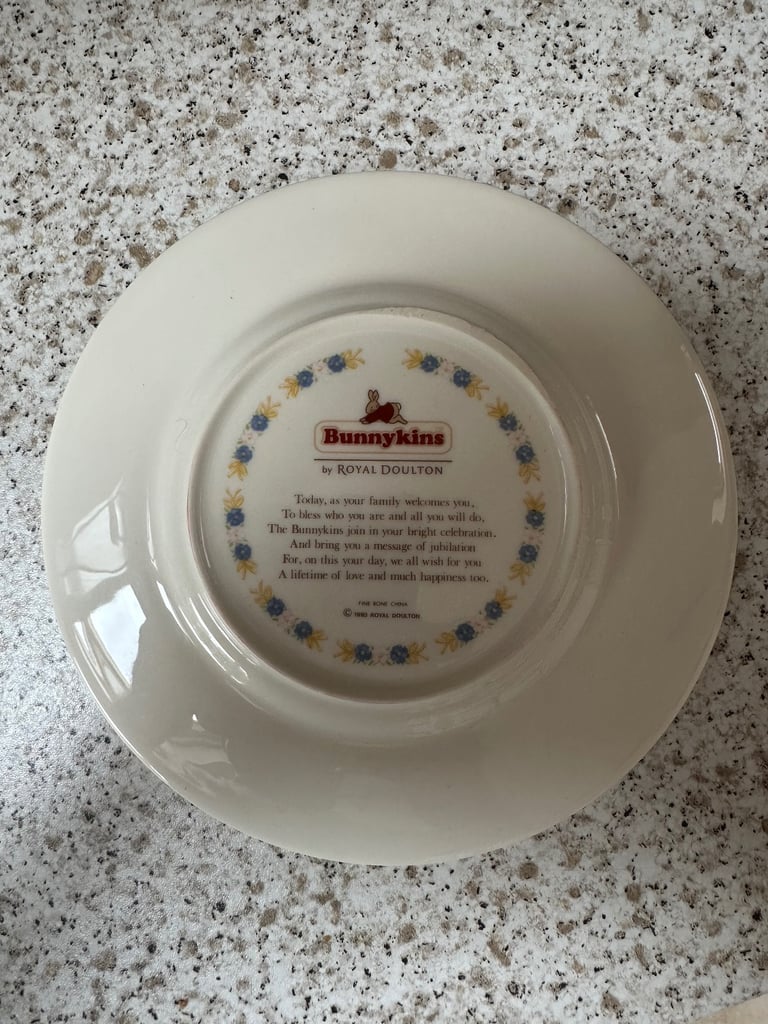 Bunnykins
by ROYAL DOULTON
Today, as your family welcomes you,
To bless who you are and all you will do,
The Bunnykins join in your bright celebration.
And bring you a message of jubilation
For, on this your day, we all wish for you
A lifetime of love and much happiness too.
FINE BONE CHINA
© 1990 ROYAL DOULTON